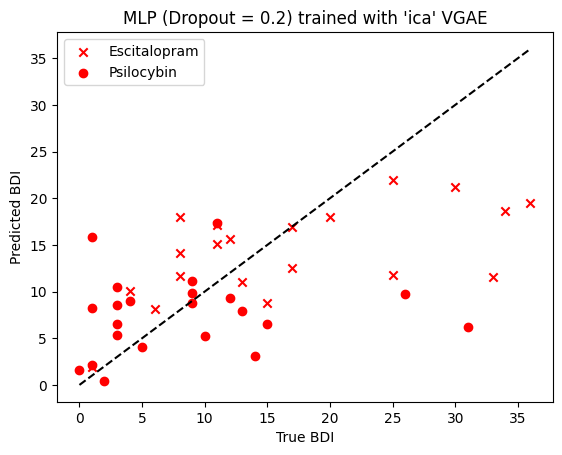 MLP (Dropout = 0.2) trained with 'ica' VGAE
Escitalopram
Psilocybin
35
30
25
20
15
10
5
0
Predicted BDI
0 5 10 15 20 25 30 35
True BDI